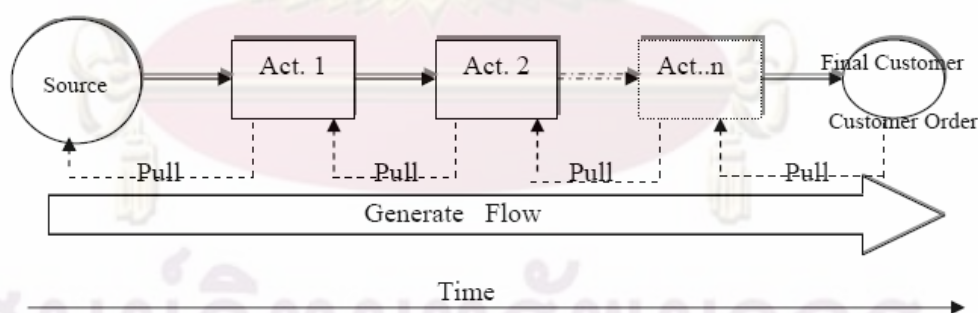 Source
Act. 1
Act. 2
Act..n
Final Customer
Customer Order
Pull
Pull
Pull
Pull
Generate Flow
Time